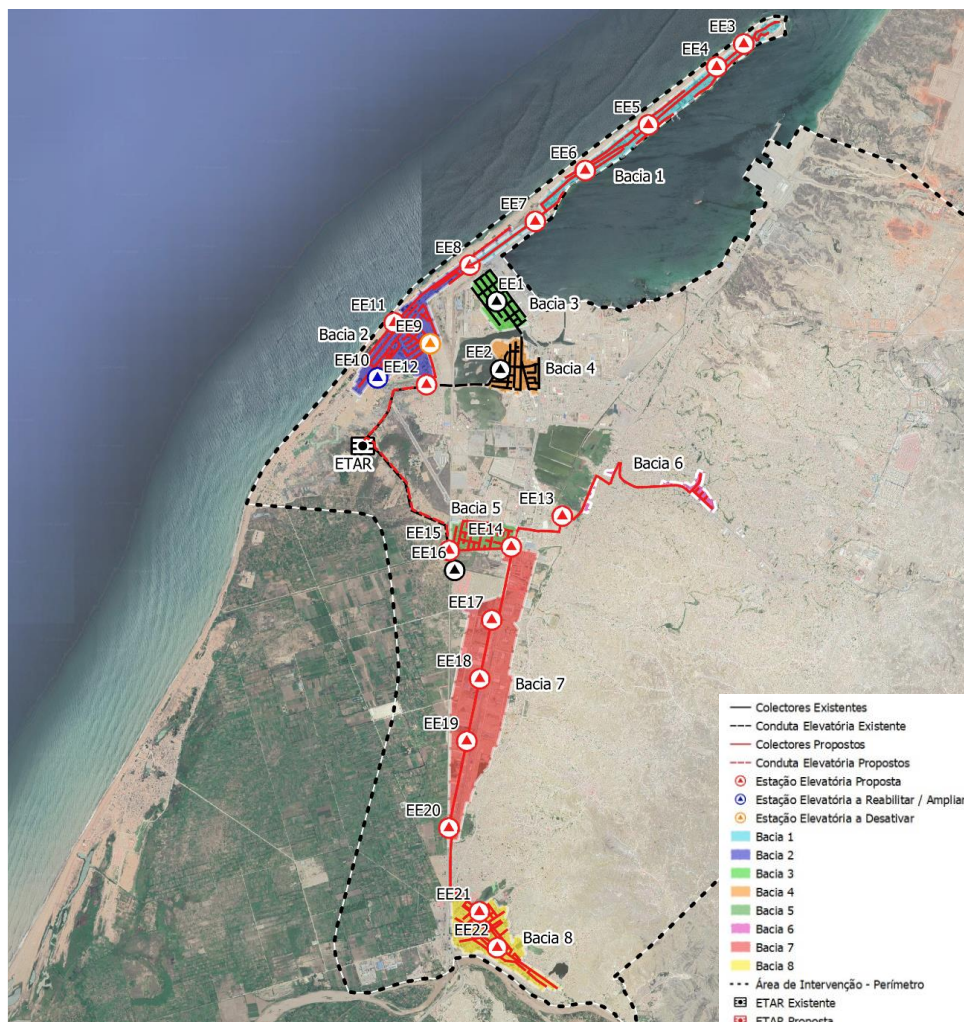 EE3
EE4
EE5
EE6
Bacia 1
EE7
EE8
EE1
EE11
Bacia 3
Bacia 2
EE9
EE2
EE10
EE12
Bacia 4
ETAR
Bacia 6
EE13
Bacia 5
EE15
EE14
EE16
EE17
EE18
Bacia 7
EE19
EE20
EE21
EE22
Bacia 8
Colectores Existentes
Conduta Elevatória Existente
Colectores Propostos
Conduta Elevatória Propostos
Estação Elevatória Proposta
Estação Elevatória a Reabilitar / Ampliar
Estação Elevatória a Desativar
Bacia 1
Bacia 2
Bacia 3
Bacia 4
Bacia 5
Bacia 6
Bacia 7
Bacia 8
Área de Intervenção - Perímetro
ETAR Existente
ETAR Proposta